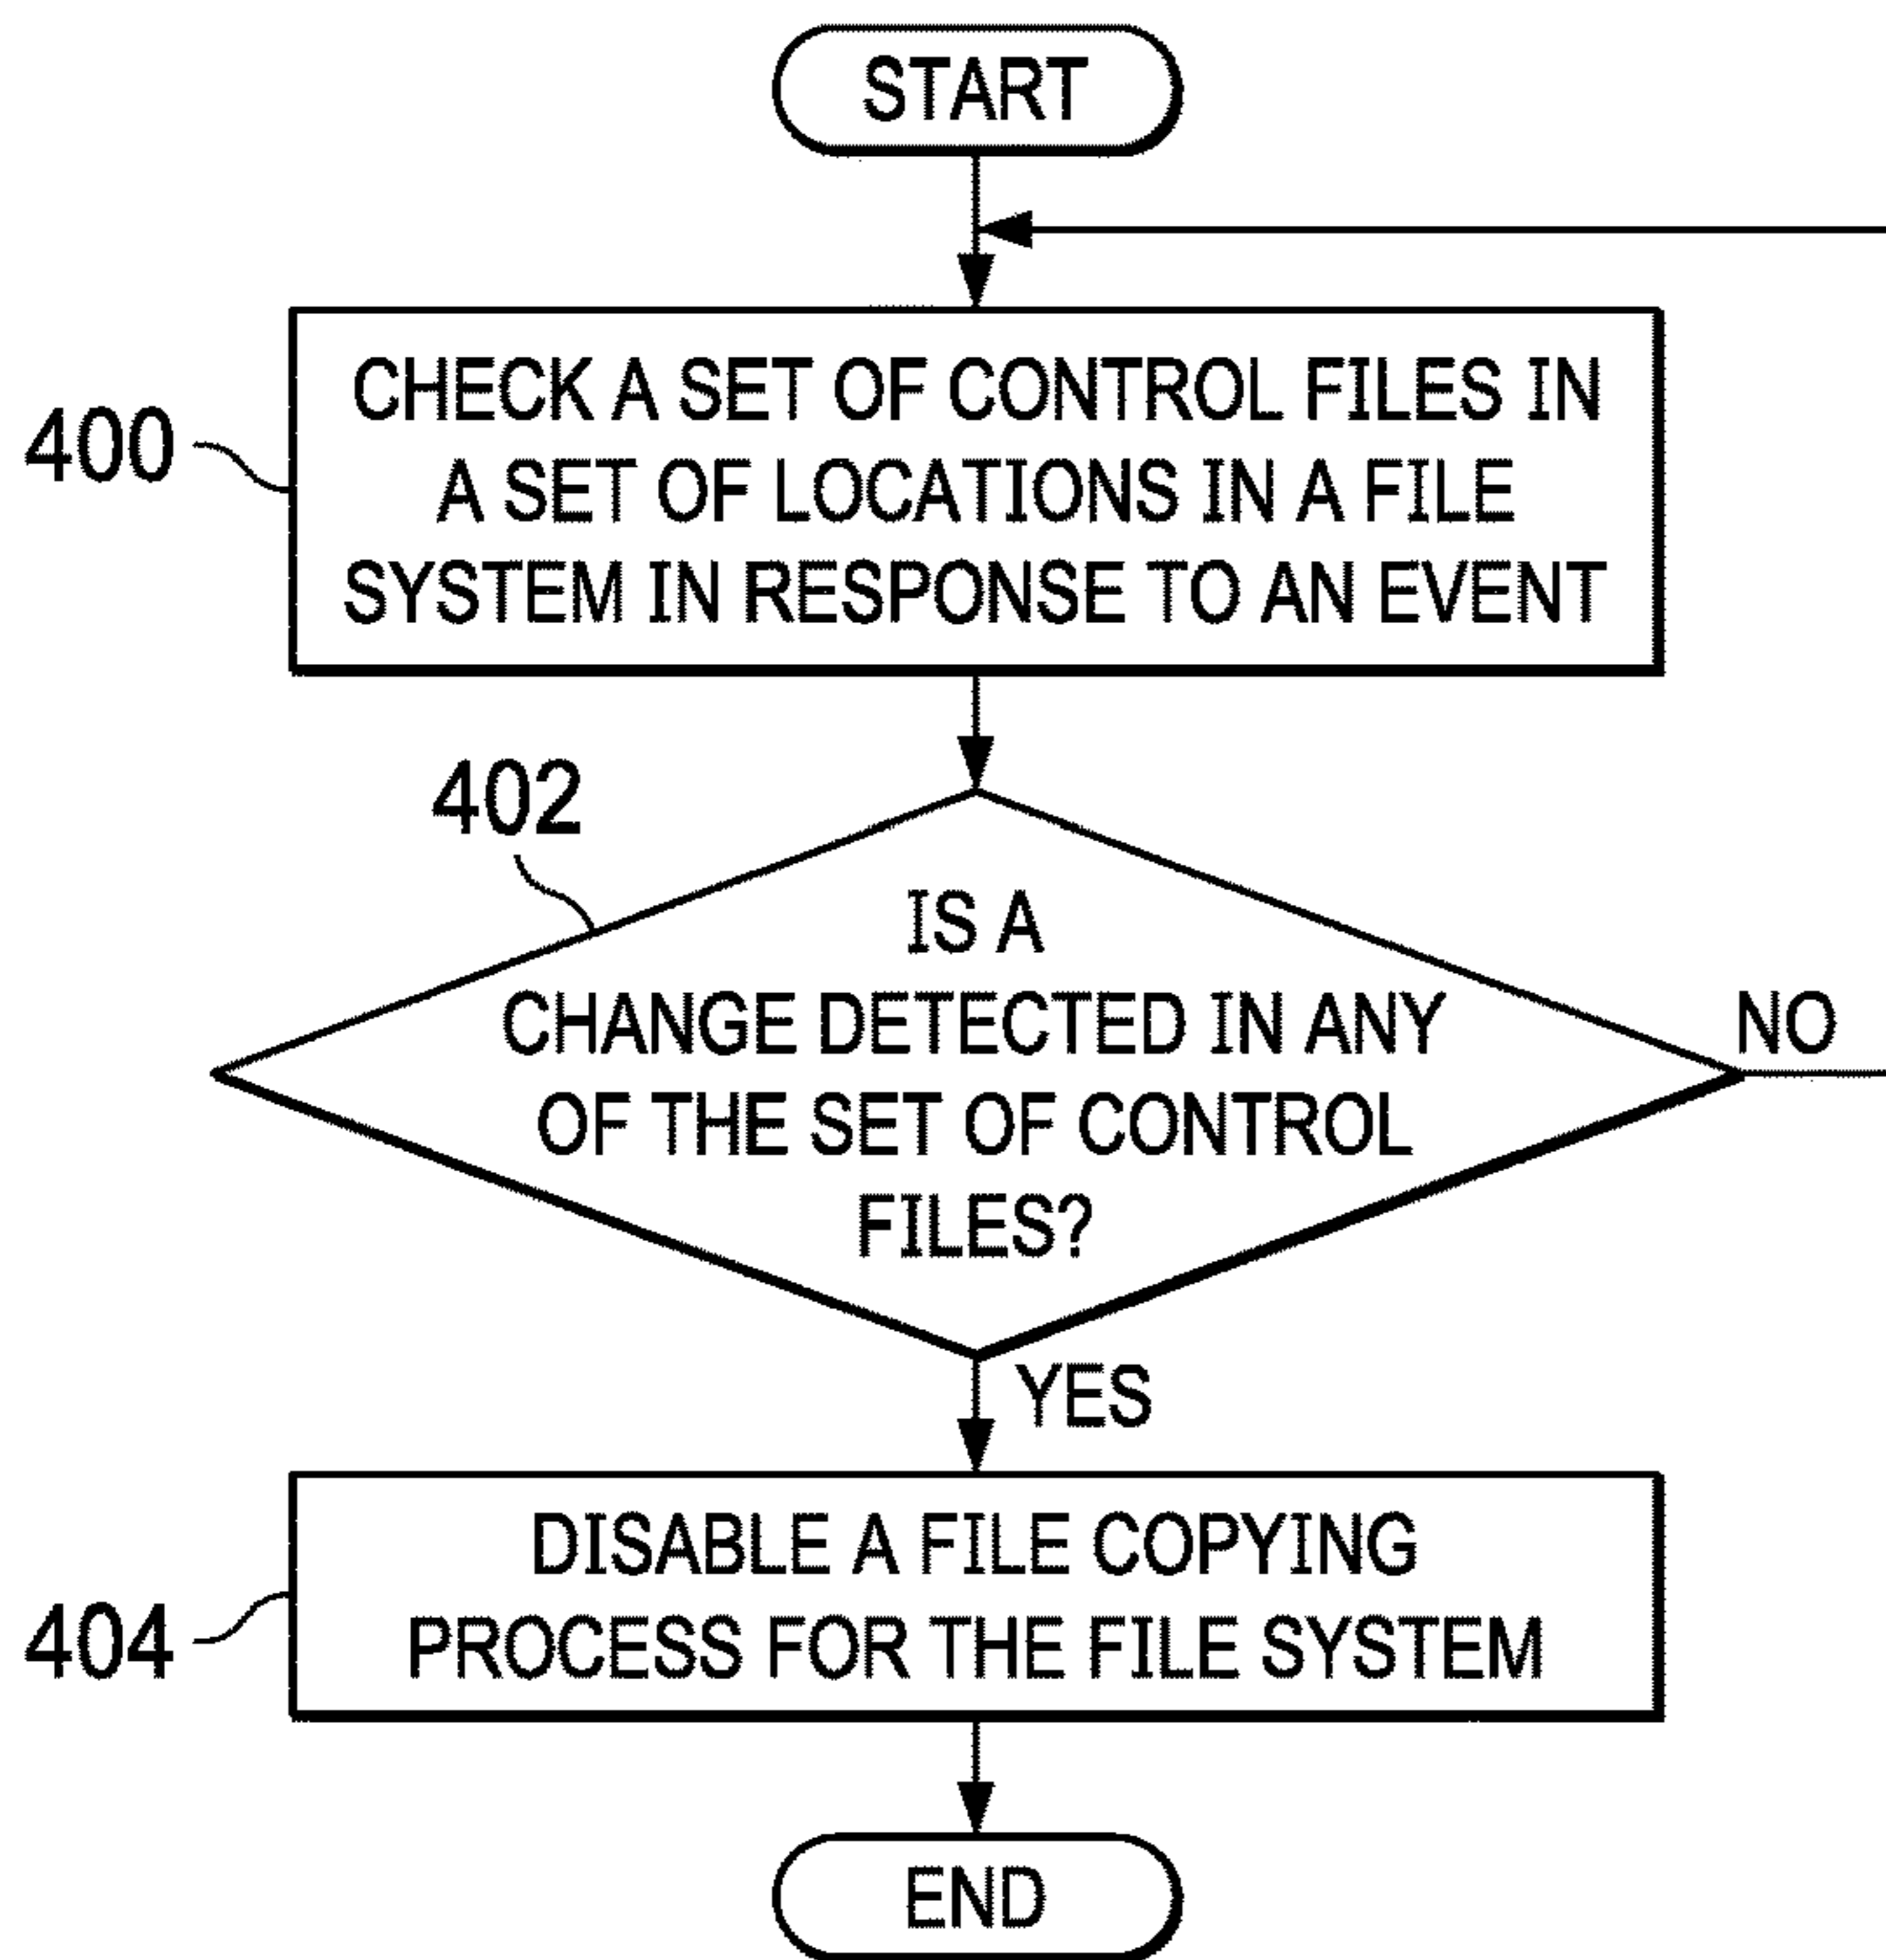 START
400
CHECK A SET OF CONTROL FILES IN
A SET OF LOCATIONS IN A FILE
SYSTEM IN RESPONSE TO AN EVENT
402
IS A
CHANGE DETECTED IN ANY
OF THE SET OF CONTROL
FILES?
NO
YES
404
DISABLE A FILE COPYING
PROCESS FOR THE FILE SYSTEM
END